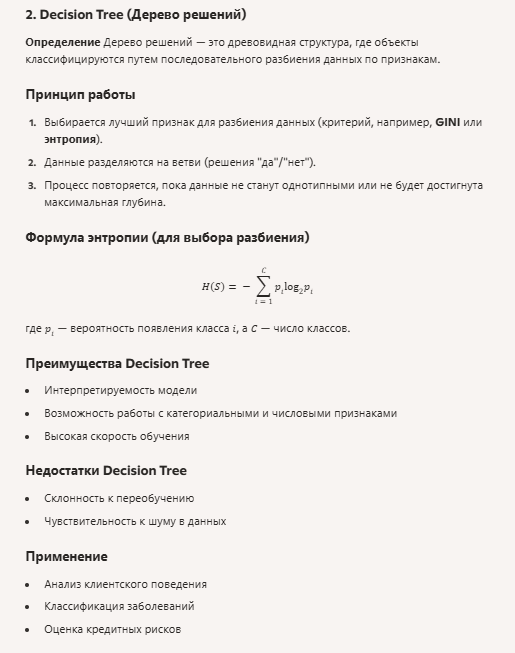 2. Decision Tree (Дерево решений)
Определение Дерево решений — это древовидная структура, где объекты
классифицируются путем последовательного разбиения данных по признакам.
Принцип работы
1. Выбирается лучший признак для разбиения данных (критерий, например, GINI или
энтропия).
2. Данные разделяются на ветви (решения "да"/"нет").
3. Процесс повторяется, пока данные не станут однотипными или не будет достигнута
максимальная глубина.
Формула энтропии (для выбора разбиения)
H(S) = − ∑_{i = 1}^{C} p_i log_2 p_i
где p_i — вероятность появления класса i, а C — число классов.
Преимущества Decision Tree
• Интерпретируемость модели
• Возможность работы с категориальными и числовыми признаками
• Высокая скорость обучения
Недостатки Decision Tree
• Склонность к переобучению
• Чувствительность к шуму в данных
Применение
• Анализ клиентского поведения
• Классификация заболеваний
• Оценка кредитных рисков